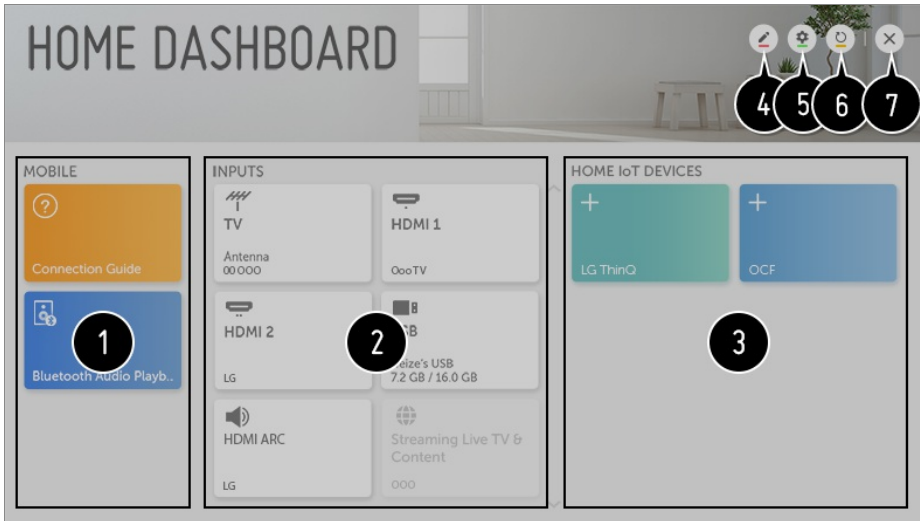 HOME DASHBOARD
4 5 6 7
MOBILE
Connection Guide
1
Bluetooth Audio Playb..
INPUTS
TV
Antenna
00 000
HDMI 1
OooTV
HDMI 2
LG
2
7.2 GB / 16.0 GB
HDMI ARC
LG
Streaming Live TV &
Content
000
HOME IoT DEVICES
LG ThinQ
OCF
3